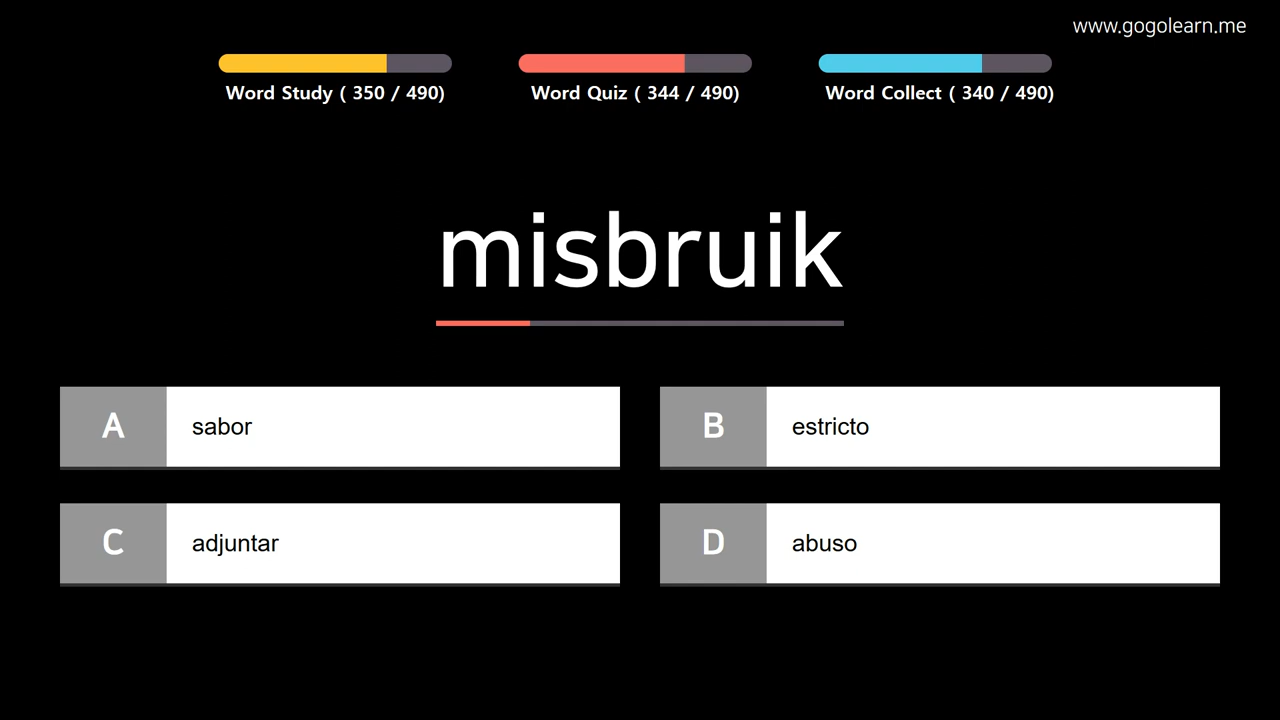 www.gogolearn.me
Word Study ( 350 / 490)
Word Quiz ( 344 / 490)
Word Collect ( 340 / 490)
misbruik
A sabor
B estricto
C adjuntar
D abuso